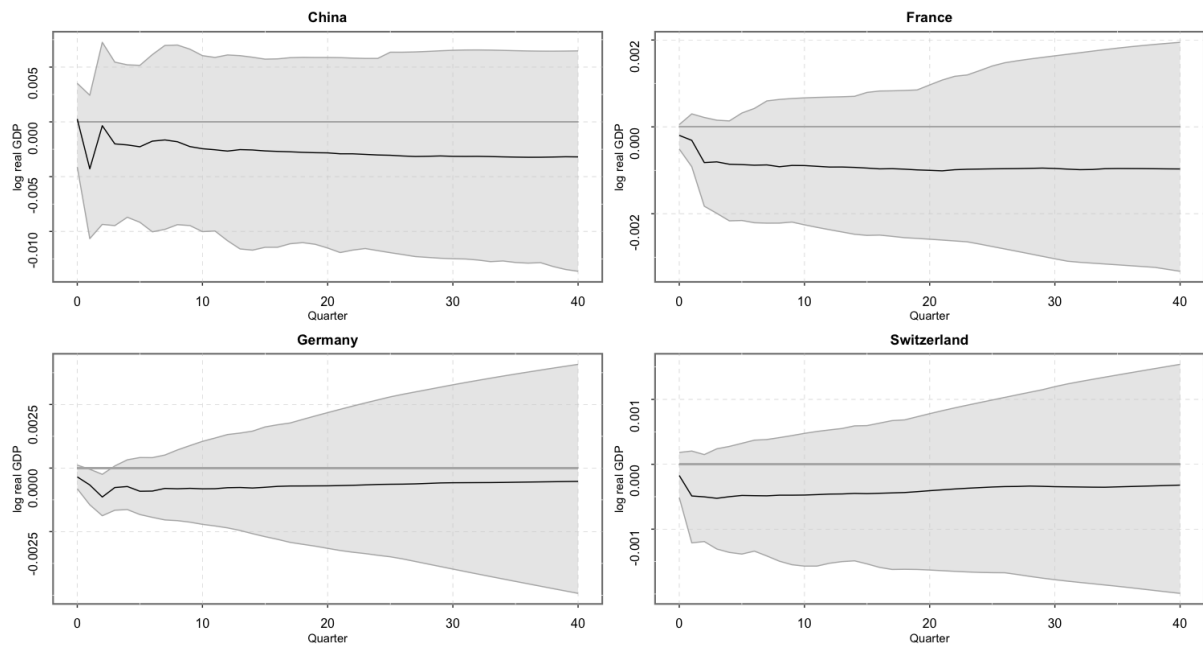 China
log real GDP
0.005
0.000
-0.005
-0.010
0 10 20 30 40
Quarter
France
log real GDP
0.002
0.000
-0.002
0 10 20 30 40
Quarter
Germany
log real GDP
0.0025
0.0000
-0.0025
0 10 20 30 40
Quarter
Switzerland
log real GDP
0.001
0.000
-0.001
0 10 20 30 40
Quarter